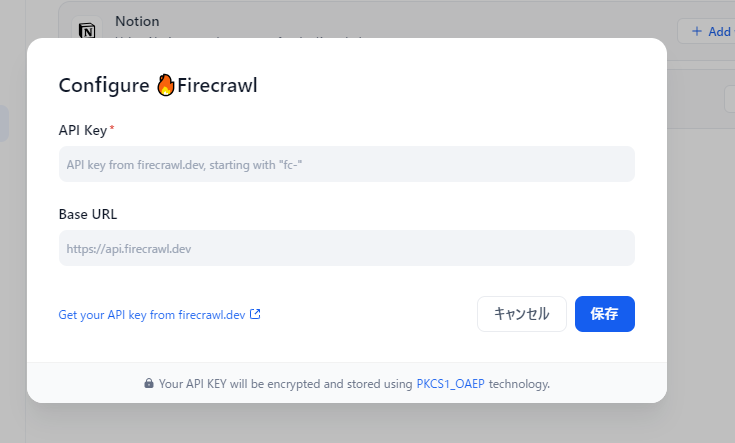 Notion
+ Add
Configure 🔥Firecrawl
API Key*
API key from firecrawl.dev, starting with "fc-"
Base URL
https://api.firecrawl.dev
Get your API key from firecrawl.dev
キャンセル
保存
Your API KEY will be encrypted and stored using PKCS1_OAEP technology.